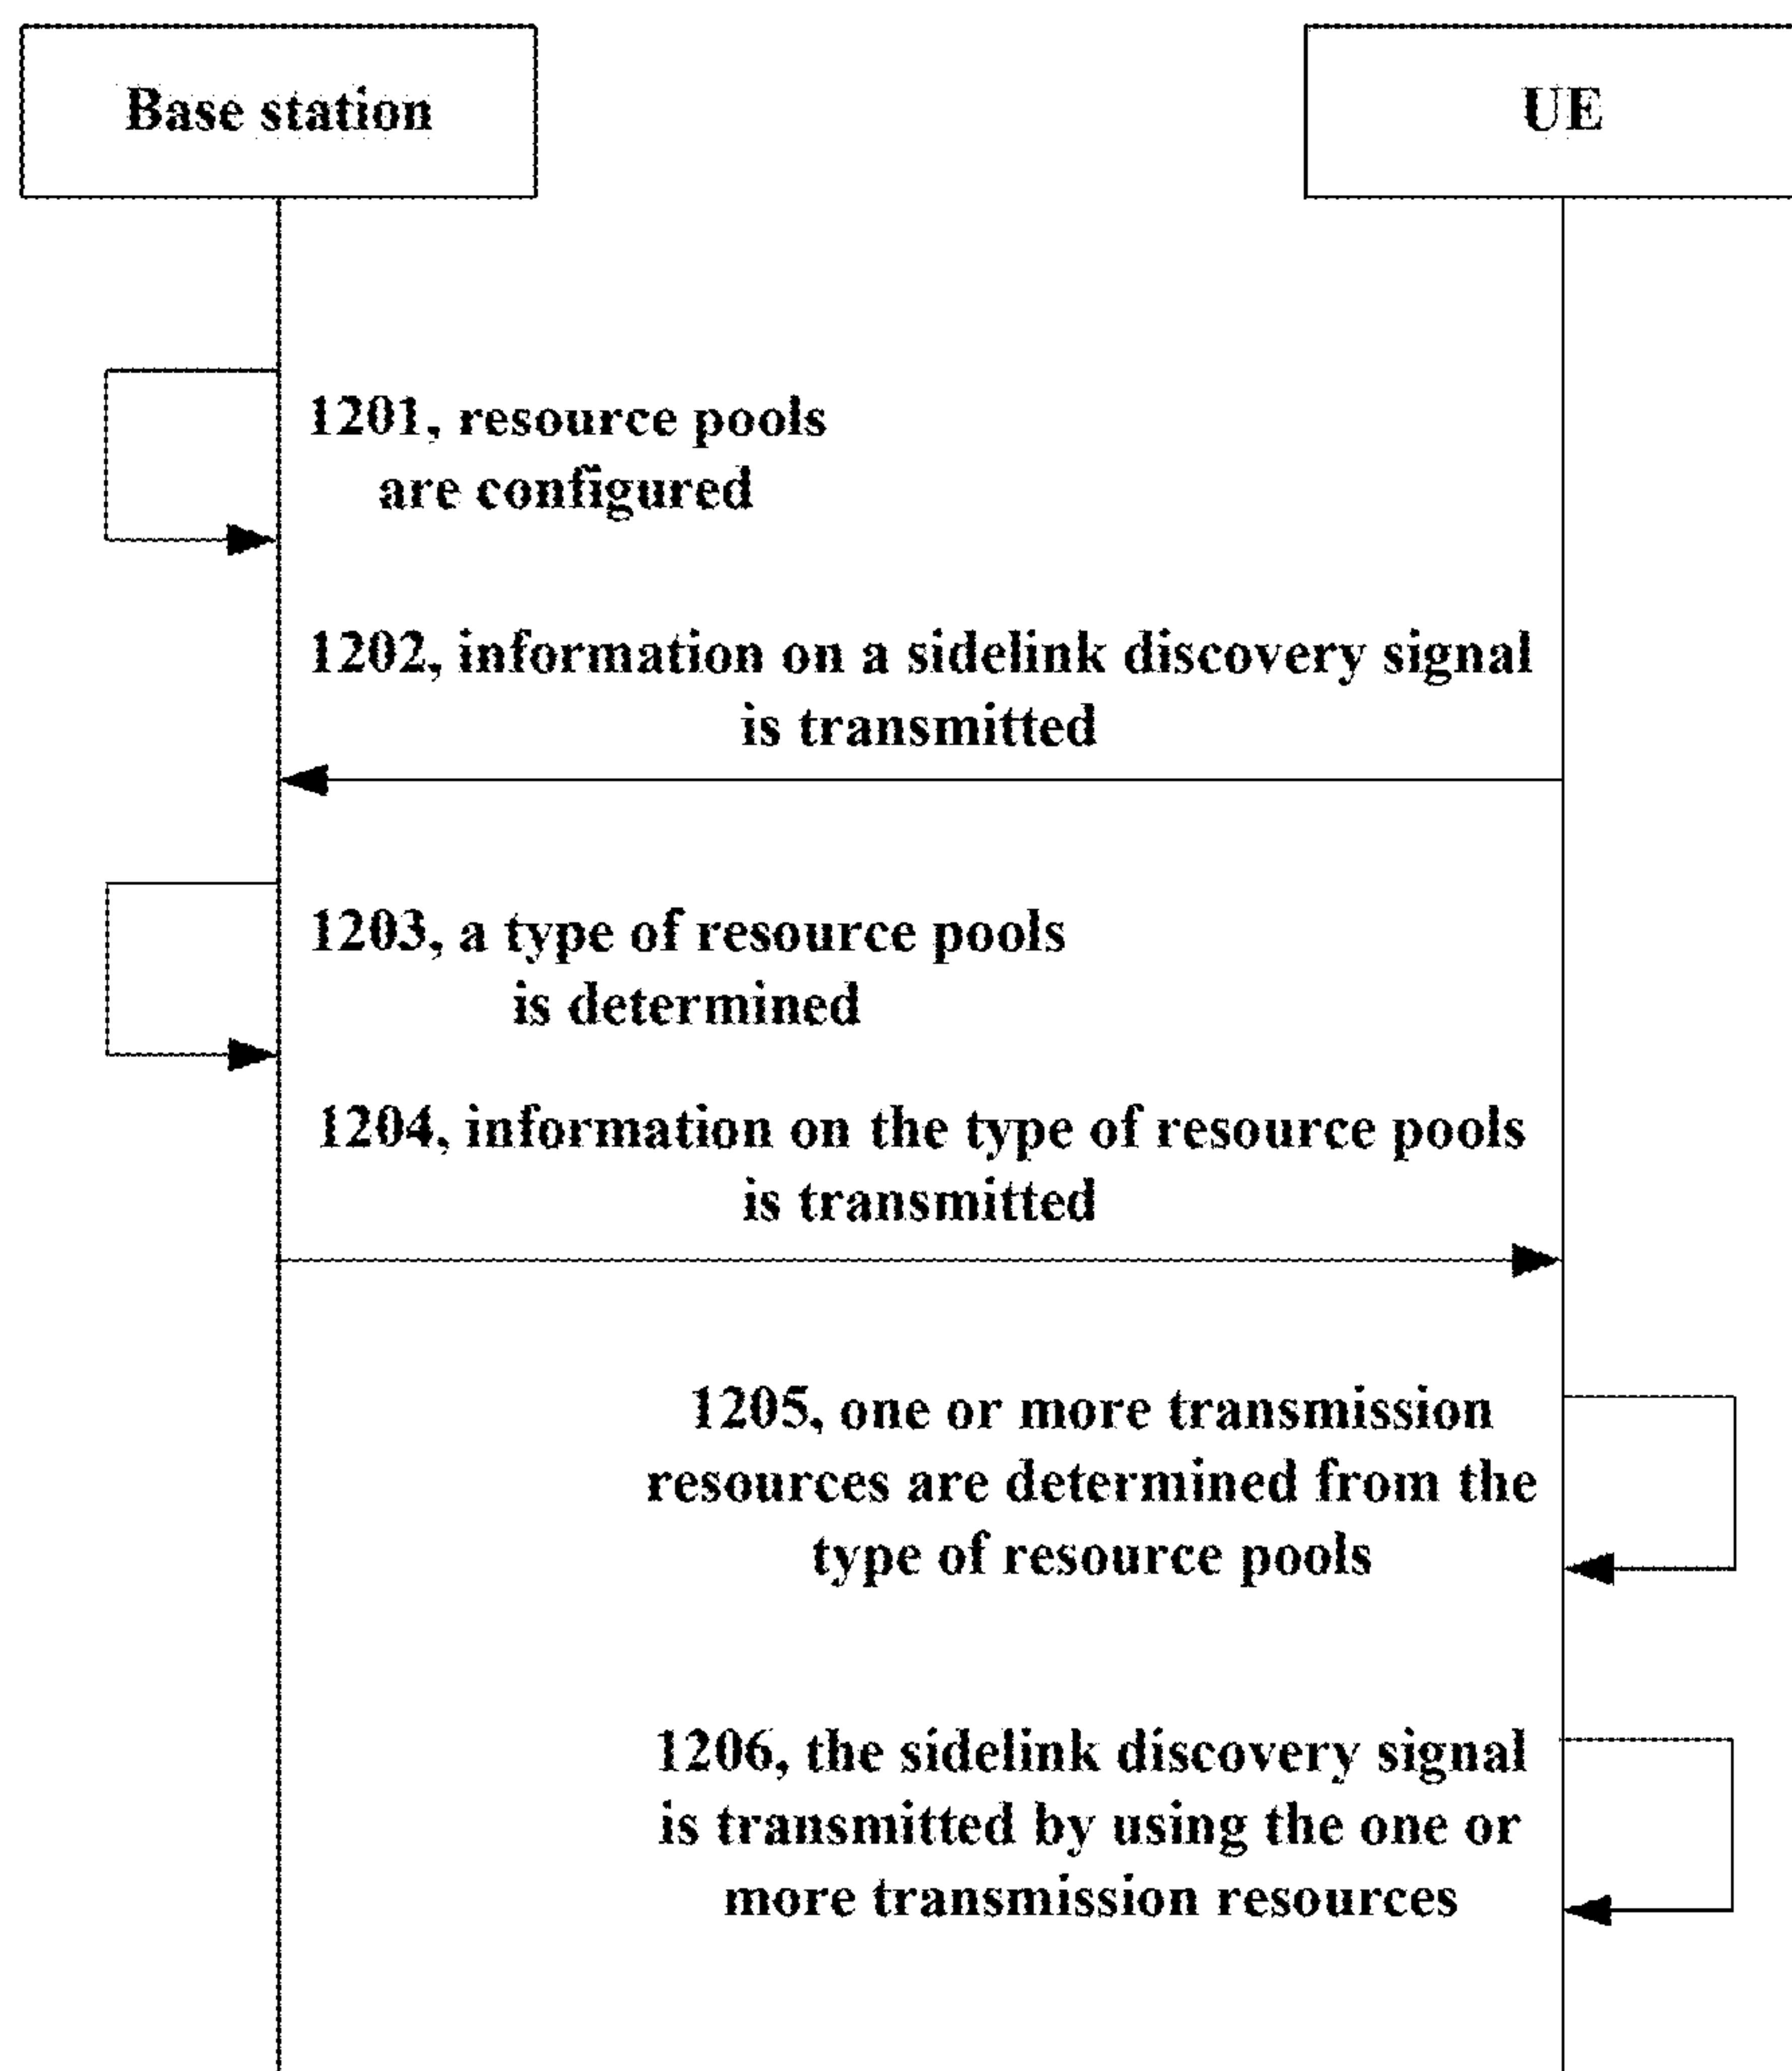 Base station
UE
1201, resource pools
are configured
1202, information on a sidelink discovery signal
is transmitted
1203, a type of resource pools
is determined
1204, information on the type of resource pools
is transmitted
1205, one or more transmission
resources are determined from the
type of resource pools
1206, the sidelink discovery signal
is transmitted by using the one or
more transmission resources